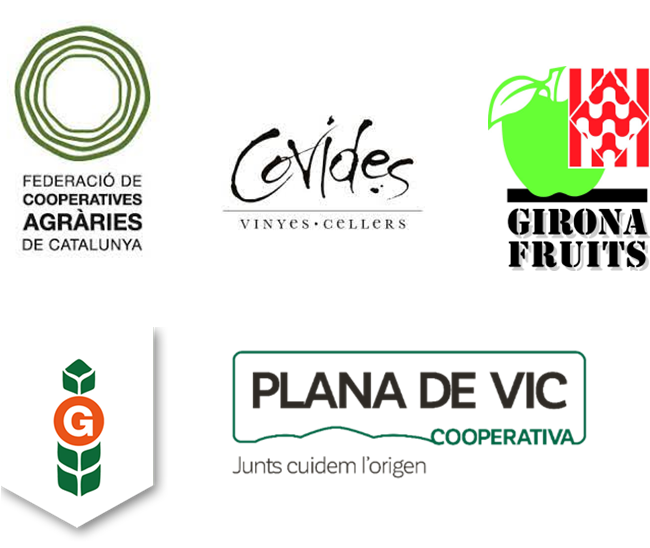 FEDERACIÓ DE
COOPERATIVES
AGRÀRIES
DE CATALUNYA
Covides
VINYES · CELLERS
GIRONA
FRUITS
G
PLANA DE VIC
COOPERATIVA
Junts cuidem l'origen